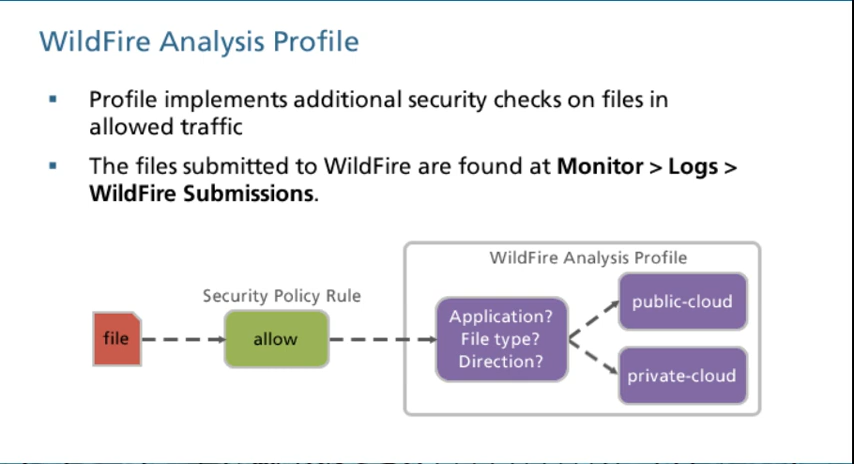 WildFire Analysis Profile
▪ Profile implements additional security checks on files in
allowed traffic
▪ The files submitted to WildFire are found at Monitor > Logs >
WildFire Submissions.
WildFire Analysis Profile
Security Policy Rule
file
allow
Application?
File type?
Direction?
public-cloud
private-cloud